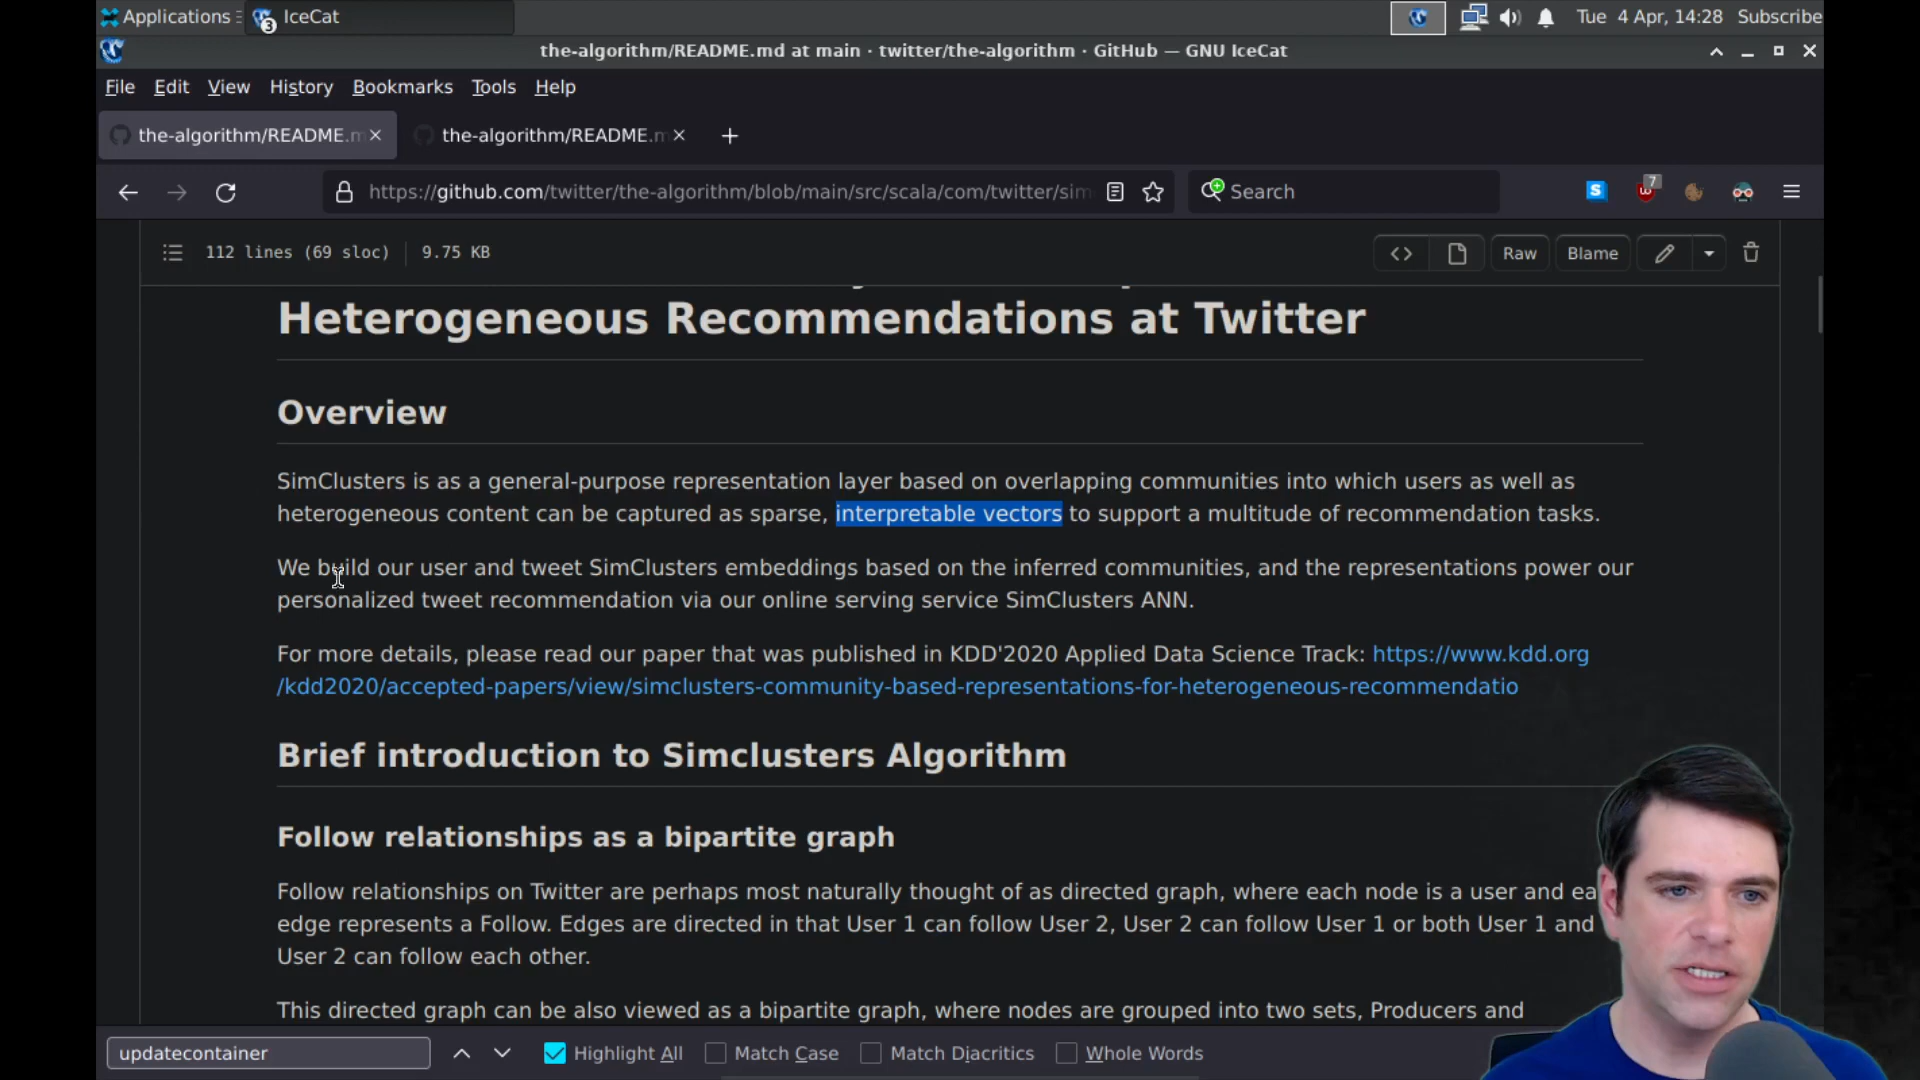 Applications
3
IceCat
Tue 4 Apr, 14:28
Subscribe
the-algorithm/README.md at main · twitter/the-algorithm · GitHub — GNU IceCat
File Edit View History Bookmarks Tools Help
the-algorithm/README.m
the-algorithm/README.m
https://github.com/twitter/the-algorithm/blob/main/src/scala/com/twitter/sim
Search
S
7
112 lines (69 sloc) 9.75 KB
Raw
Blame
Heterogeneous Recommendations at Twitter
Overview
SimClusters is as a general-purpose representation layer based on overlapping communities into which users as well as
heterogeneous content can be captured as sparse, interpretable vectors to support a multitude of recommendation tasks.
We build our user and tweet SimClusters embeddings based on the inferred communities, and the representations power our
personalized tweet recommendation via our online serving service SimClusters ANN.
For more details, please read our paper that was published in KDD'2020 Applied Data Science Track: https://www.kdd.org
/kdd2020/accepted-papers/view/simclusters-community-based-representations-for-heterogeneous-recommendatio
Brief introduction to Simclusters Algorithm
Follow relationships as a bipartite graph
Follow relationships on Twitter are perhaps most naturally thought of as directed graph, where each node is a user and ea
edge represents a Follow. Edges are directed in that User 1 can follow User 2, User 2 can follow User 1 or both User 1 and
User 2 can follow each other.
This directed graph can be also viewed as a bipartite graph, where nodes are grouped into two sets, Producers and
updatecontainer
Highlight All
Match Case
Match Diacritics
Whole Words